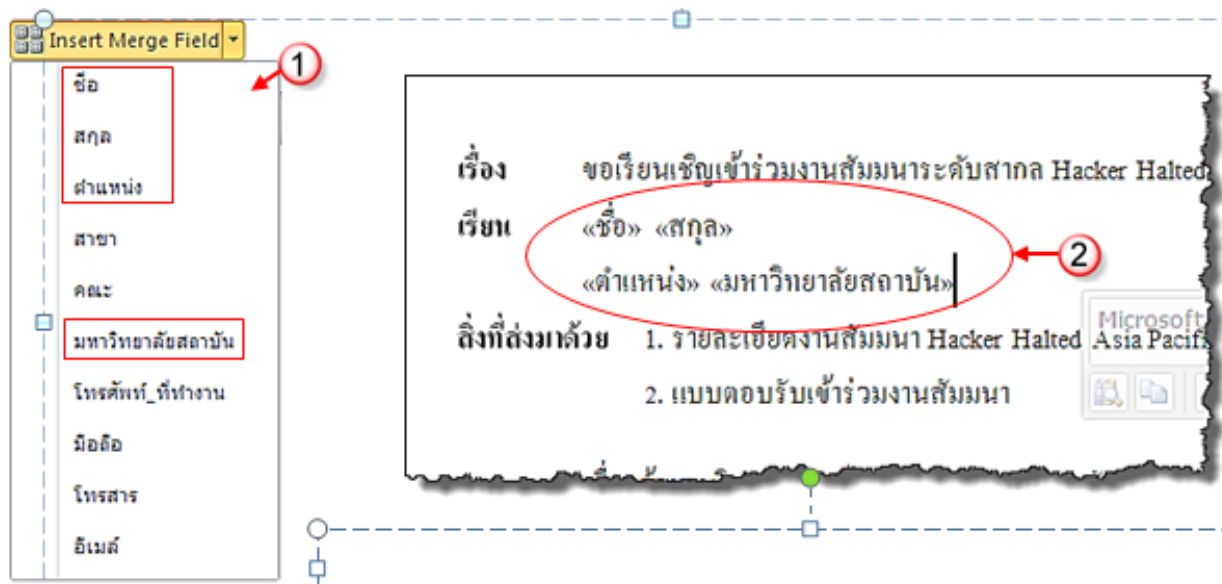 Insert Merge Field
1
ชื่อ
สกุล
ตำแหน่ง
สาขา
คณะ
มหาวิทยาลัยสถาบัน
โทรศัพท์_ที่ทำงาน
มือถือ
โทรสาร
อีเมล์
เรื่อง ขอเรียนเชิญเข้าร่วมงานสัมมนาระดับสากล Hacker Halted
เรียน «ชื่อ» «สกุล»
«ตำแหน่ง» «มหาวิทยาลัยสถาบัน»
2
สิ่งที่ส่งมาด้วย 1. รายละเอียดงานสัมมนา Hacker Halted Asia Pacif
Microsoft
2. แบบตอบรับเข้าร่วมงานสัมมนา